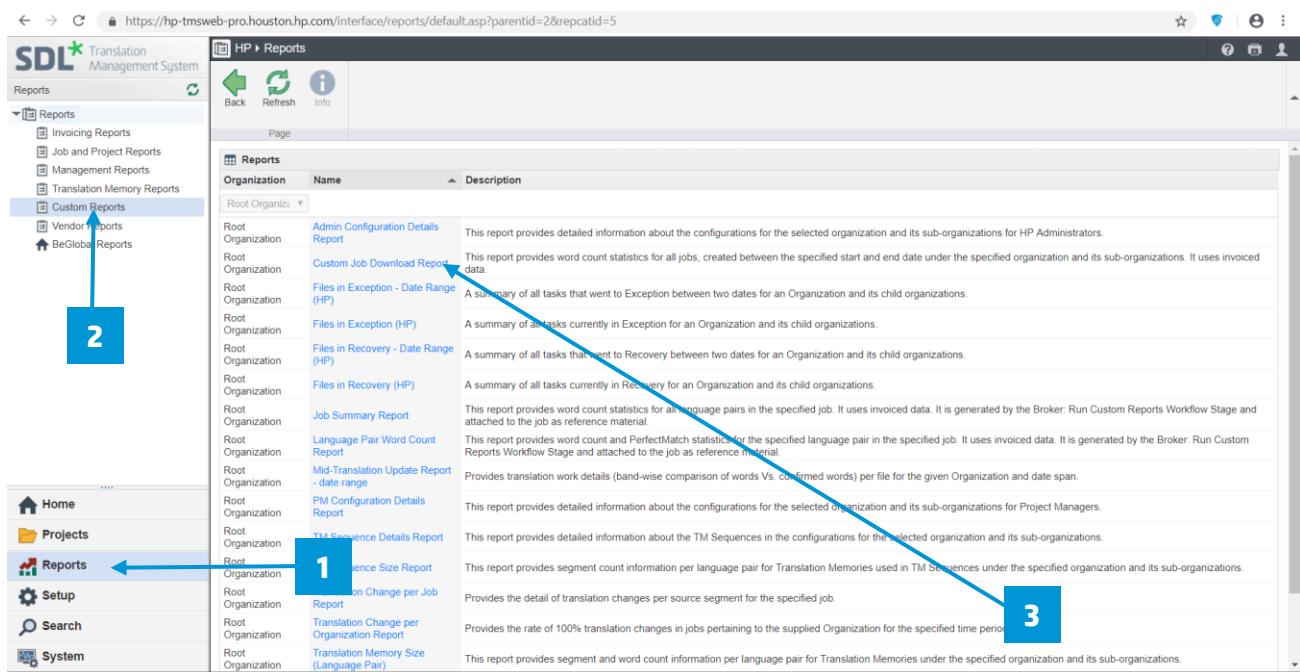 https://hp-tmsweb-pro.houston.hp.com/interface/reports/default.asp?parentid=2&repcatid=5
SDL Translation
Management System
HP Reports
Reports
Back Refresh Info
Page
Reports
Invoicing Reports
Job and Project Reports
Management Reports
Translation Memory Reports
Custom Reports
Vendor Reports
BeGlobal Reports
2
Home
Projects
Reports
Setup
Search
System
Reports
Organization Name Description
Root Organiz
Root Admin Configuration Details
Organization Report This report provides detailed information about the configurations for the selected organization and its sub-organizations for HP Administrators.
Root This report provides word count statistics for all jobs, created between the specified start and end date under the specified organization and its sub-organizations. It uses invoiced
Organization Custom Job Download Report data.
Root Files in Exception - Date Range
Organization (HP) A summary of all tasks that went to Exception between two dates for an Organization and its child organizations.
Root
Organization Files in Exception (HP) A summary of all tasks currently in Exception for an Organization and its child organizations.
Root Files in Recovery - Date Range
Organization (HP) A summary of all tasks that went to Recovery between two dates for an Organization and its child organizations.
Root
Organization Files in Recovery (HP) A summary of all tasks currently in Recovery for an Organization and its child organizations.
Root This report provides word count statistics for all language pairs in the specified job. It uses invoiced data. It is generated by the Broker: Run Custom Reports Workflow Stage and
Organization Job Summary Report attached to the job as reference material.
Root Language Pair Word Count This report provides word count and PerfectMatch statistics for the specified language pair in the specified job. It uses invoiced data. It is generated by the Broker: Run Custom
Organization Report Reports Workflow Stage and attached to the job as reference material.
Root Mid-Translation Update Report
Organization - date range Provides translation work details (band-wise comparison of words Vs. confirmed words) per file for the given Organization and date span.
Root PM Configuration Details
Organization Report This report provides detailed information about the configurations for the selected organization and its sub-organizations for Project Managers.
Root
Organization TM Sequence Details Report This report provides detailed information about the TM Sequences in the configurations for the selected organization and its sub-organizations.
Root
Organization Size Report This report provides segment count information per language pair for Translation Memories used in TM Sequences under the specified organization and its sub-organizations.
1
Root Change per Job
Organization Report Provides the detail of translation changes per source segment for the specified job.
3
Root Translation Change per
Organization Organization Report Provides the rate of 100% translation changes in jobs pertaining to the supplied Organization for the specified time
Root Translation Memory Size
Organization (Language Pair) This report provides segment and word count information per language pair for Translation Memories under the specified organization and its sub-organizations.